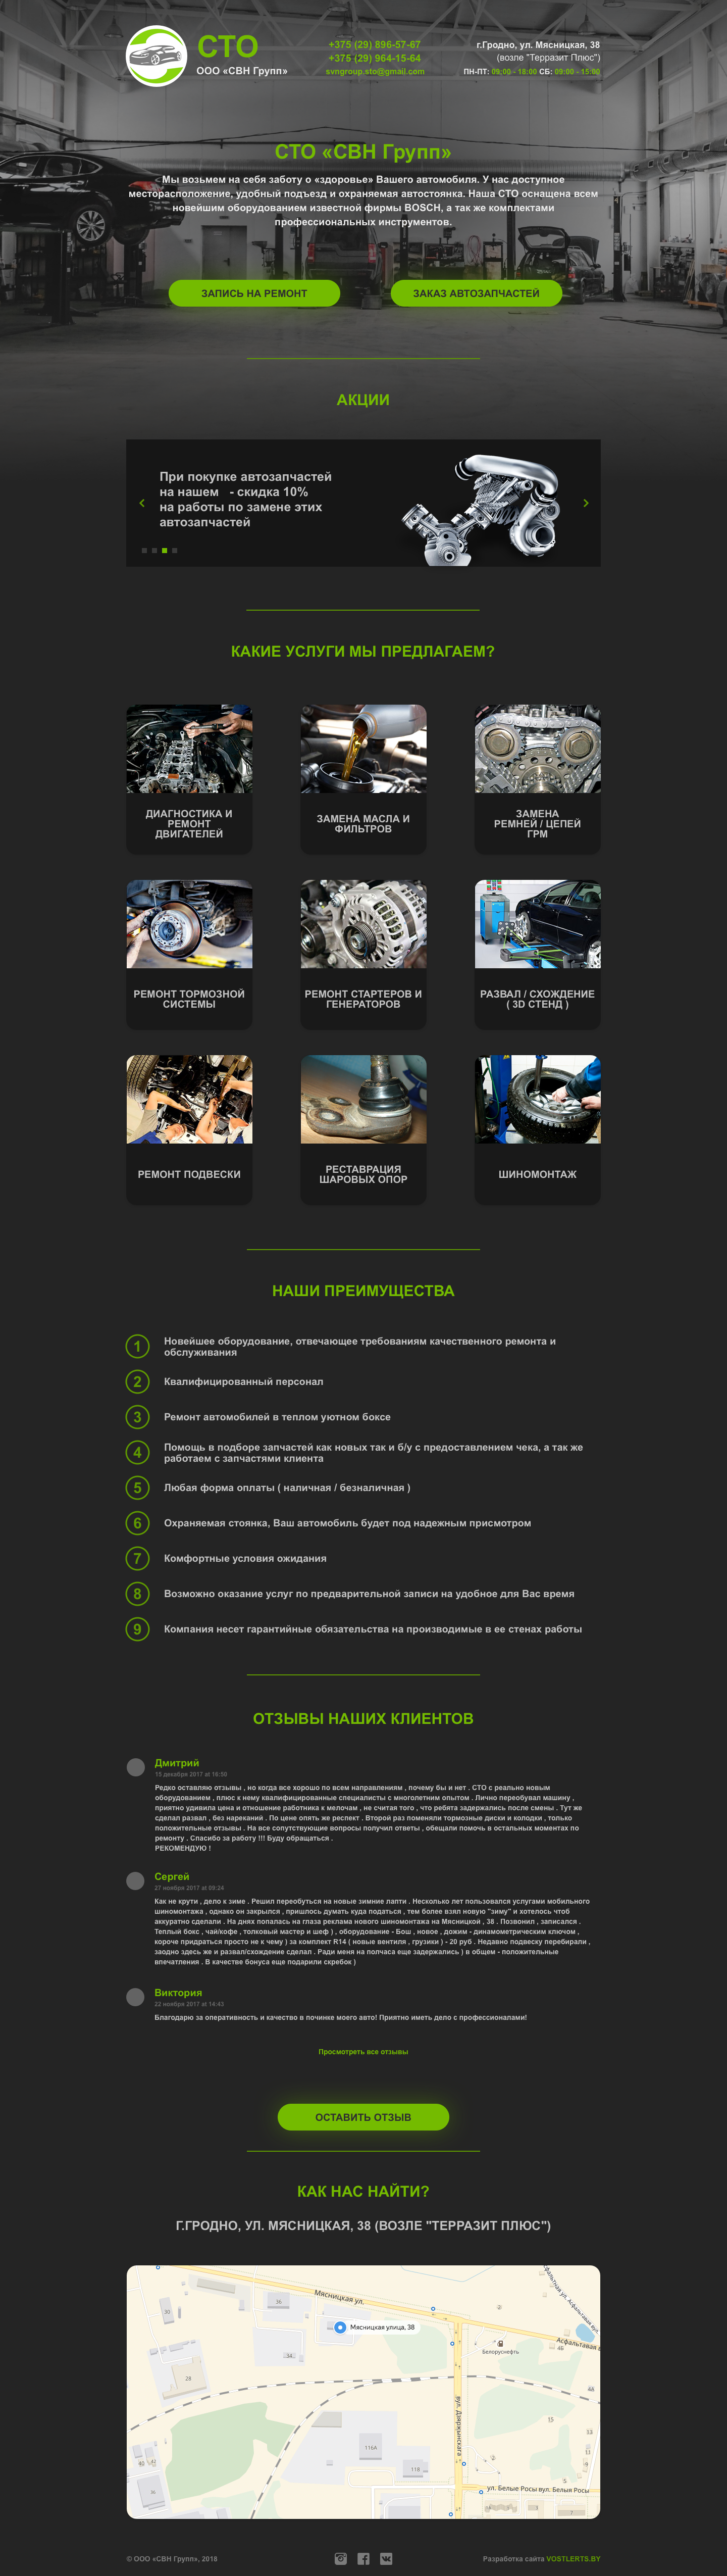 СТО
ООО «СВН Групп»
+375 (29) 896-57-67
+375 (29) 964-15-64
svngroup.sto@gmail.com
г.Гродно, ул. Мясницкая, 38
(возле "Терразит Плюс")
ПН-ПТ: 09:00 - 18:00 СБ: 09:00 - 15:00
СТО «СВН Групп»
Мы возьмем на себя заботу о «здоровье» Вашего автомобиля. У нас доступное
месторасположение, удобный подъезд и охраняемая автостоянка. Наша СТО оснащена всем
новейшим оборудованием известной фирмы BOSCH, а так же комплектами
профессиональных инструментов.
ЗАПИСЬ НА РЕМОНТ
ЗАКАЗ АВТОЗАПЧАСТЕЙ
АКЦИИ
При покупке автозапчастей
на нашем - скидка 10%
на работы по замене этих
автозапчастей
КАКИЕ УСЛУГИ МЫ ПРЕДЛАГАЕМ?
ДИАГНОСТИКА И
РЕМОНТ
ДВИГАТЕЛЕЙ
ЗАМЕНА МАСЛА И
ФИЛЬТРОВ
ЗАМЕНА
РЕМНЕЙ / ЦЕПЕЙ
ГРМ
РЕМОНТ ТОРМОЗНОЙ
СИСТЕМЫ
РЕМОНТ СТАРТЕРОВ И
ГЕНЕРАТОРОВ
РАЗВАЛ / СХОЖДЕНИЕ
( 3D СТЕНД )
РЕМОНТ ПОДВЕСКИ
РЕСТАВРАЦИЯ
ШАРОВЫХ ОПОР
ШИНОМОНТАЖ
НАШИ ПРЕИМУЩЕСТВА
1
Новейшее оборудование, отвечающее требованиям качественного ремонта и
обслуживания
2
Квалифицированный персонал
3
Ремонт автомобилей в теплом уютном боксе
4
Помощь в подборе запчастей как новых так и б/у с предоставлением чека, а так же
работаем с запчастями клиента
5
Любая форма оплаты ( наличная / безналичная )
6
Охраняемая стоянка, Ваш автомобиль будет под надежным присмотром
7
Комфортные условия ожидания
8
Возможно оказание услуг по предварительной записи на удобное для Вас время
9
Компания несет гарантийные обязательства на производимые в ее стенах работы
ОТЗЫВЫ НАШИХ КЛИЕНТОВ
Дмитрий
15 декабря 2017 at 16:50
Редко оставляю отзывы , но когда все хорошо по всем направлениям , почему бы и нет . СТО с реально новым
оборудованием , плюс к нему квалифицированные специалисты с многолетним опытом . Лично переобувал машину ,
приятно удивила цена и отношение работника к мелочам , не считая того , что ребята задержались после смены . Тут же
сделал развал , без нареканий . По цене опять же респект . Второй раз поменяли тормозные диски и колодки , только
положительные отзывы . На все сопутствующие вопросы получил ответы , обещали помочь в остальных моментах по
ремонту . Спасибо за работу !!! Буду обращаться .
РЕКОМЕНДУЮ !
Сергей
27 ноября 2017 at 09:24
Как не крути , дело к зиме . Решил переобуться на новые зимние лапти . Несколько лет пользовался услугами мобильного
шиномонтажа , однако он закрылся , пришлось думать куда податься , тем более взял новую "зиму" и хотелось чтоб
аккуратно сделали . На днях попалась на глаза реклама нового шиномонтажа на Мясницкой , 38 . Позвонил , записался .
Теплый бокс , чай/кофе , толковый мастер и шеф ) , оборудование - Бош , новое , дожим - динамометрическим ключом ,
короче придраться просто не к чему ) за комплект R14 ( новые вентиля , грузики ) - 20 руб . Недавно подвеску перебирали ,
заодно здесь же и развал/схождение сделал . Ради меня на полчаса еще задержались ) в общем - положительные
впечатления . В качестве бонуса еще подарили скребок )
Виктория
22 ноября 2017 at 14:43
Благодарю за оперативность и качество в починке моего авто! Приятно иметь дело с профессионалами!
Просмотреть все отзывы
ОСТАВИТЬ ОТЗЫВ
КАК НАС НАЙТИ?
Г.ГРОДНО, УЛ. МЯСНИЦКАЯ, 38 (ВОЗЛЕ "ТЕРРАЗИТ ПЛЮС")
Мясницкая ул.
36
30
Мясницкая улица, 38
34
Белоруснефть
28
вул. Дзяржынскага
15
116А
118
5
3
7
36
ул. Белые Росы вул. Белыя Росы
© ООО «СВН Групп», 2018
Разработка сайта VOSTLERTS.BY